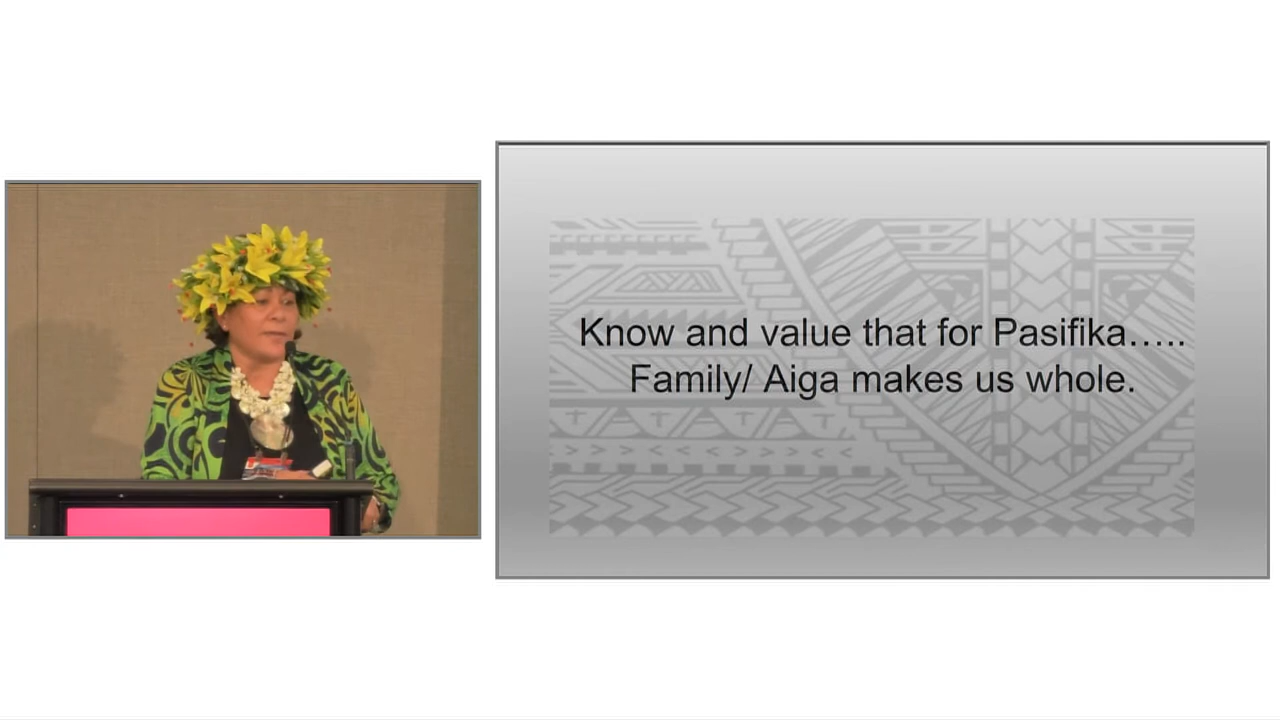 Know and value that for Pasifika.....
Family/ Aiga makes us whole.